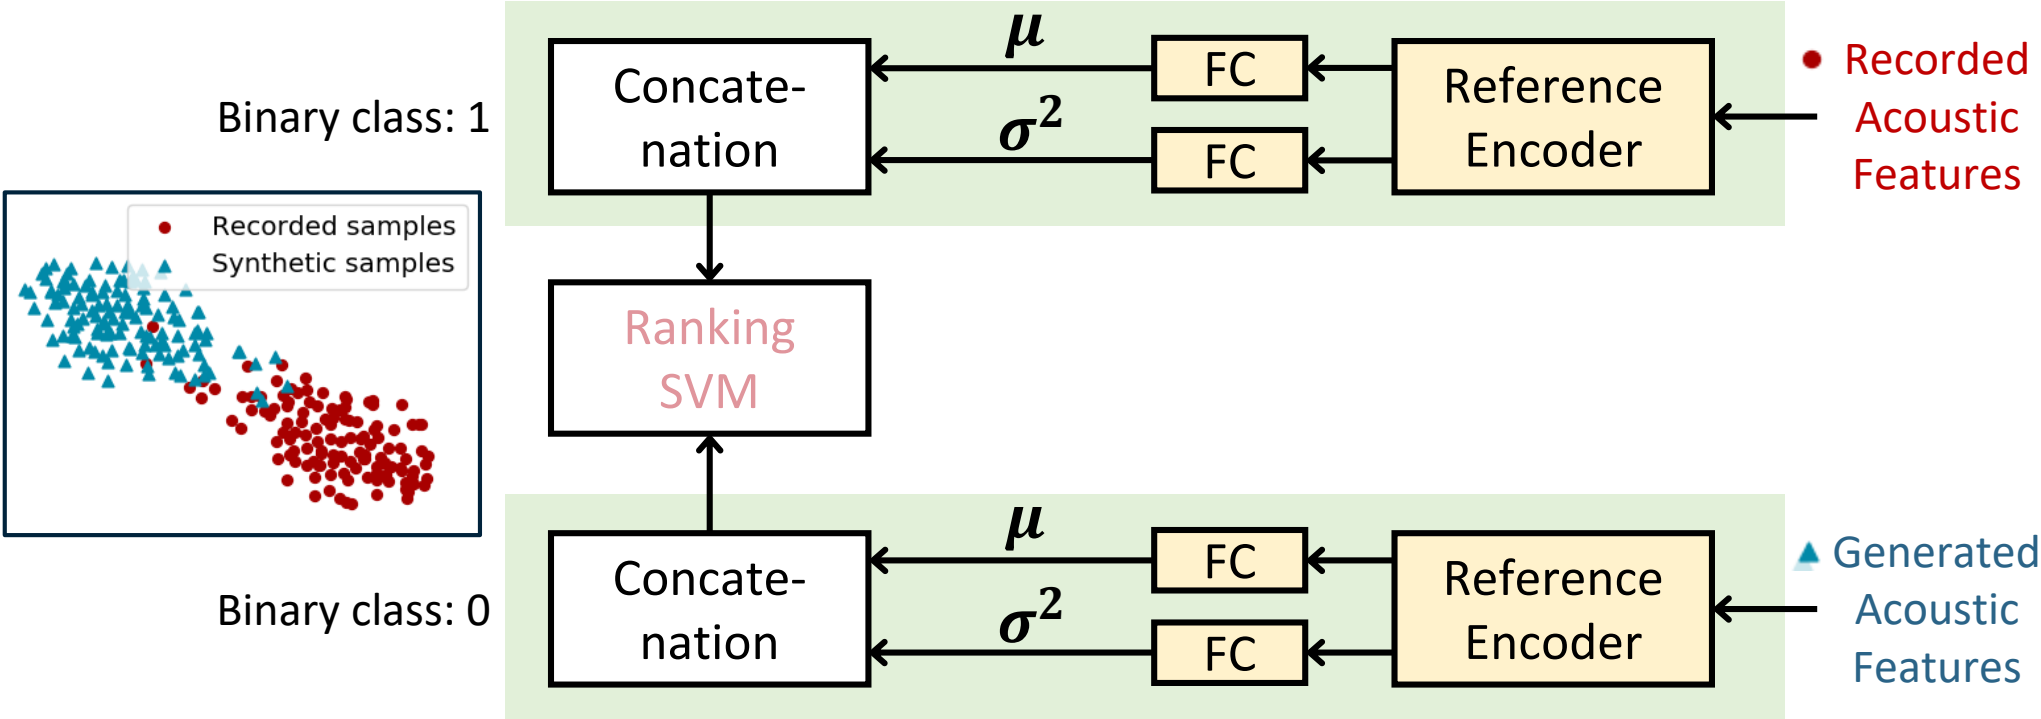 Binary class: 1
Concate-
nation
μ
σ²
FC
FC
Reference
Encoder
Recorded
Acoustic
Features
Recorded samples
Synthetic samples
Ranking
SVM
Binary class: 0
Concate-
nation
μ
σ²
FC
FC
Reference
Encoder
Generated
Acoustic
Features